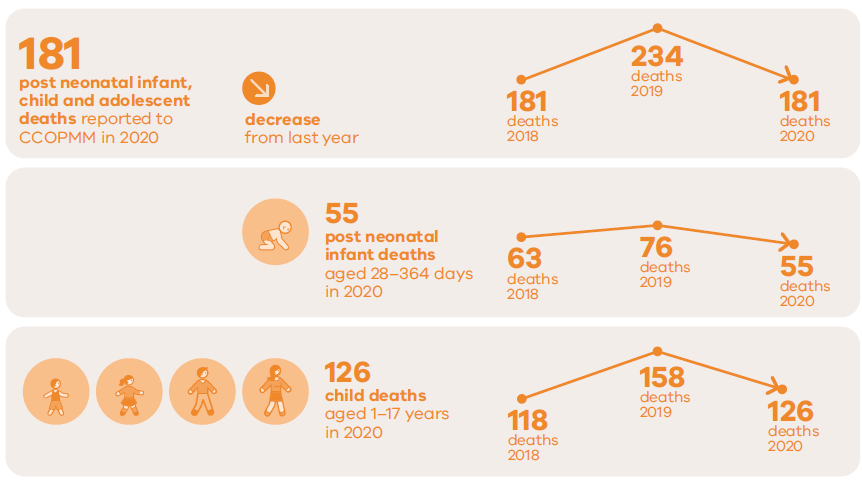 181
post neonatal infant,
child and adolescent
deaths reported to
CCOPMM in 2020
decrease
from last year
181
deaths
2018
234
deaths
2019
181
deaths
2020
55
post neonatal
infant deaths
aged 28–364 days
in 2020
63
deaths
2018
76
deaths
2019
55
deaths
2020
126
child deaths
aged 1–17 years
in 2020
118
deaths
2018
158
deaths
2019
126
deaths
2020